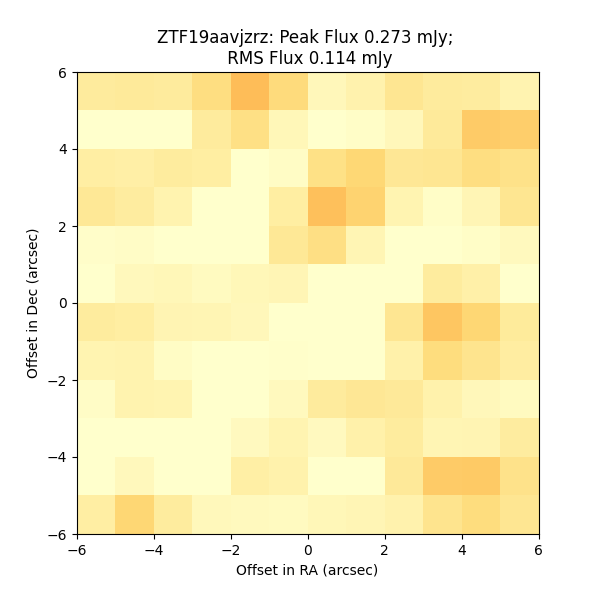 ZTF19aavjzrz: Peak Flux 0.273 mJy;
RMS Flux 0.114 mJy
6
4
2
0
−2
−4
−6
Offset in Dec (arcsec)
−6 −4 −2 0 2 4 6
Offset in RA (arcsec)